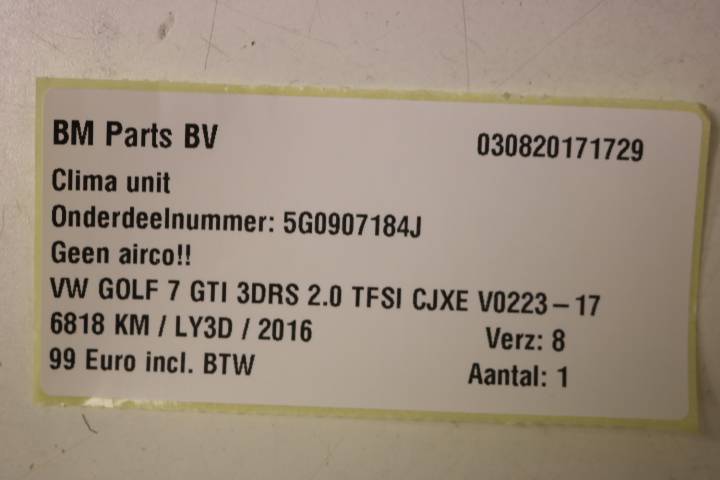 BM Parts BV 030820171729
Clima unit
Onderdeelnummer: 5G0907184J
Geen airco!!
VW GOLF 7 GTI 3DRS 2.0 TFSI CJXE V0223-17
6818 KM / LY3D / 2016 Verz: 8
99 Euro incl. BTW Aantal: 1